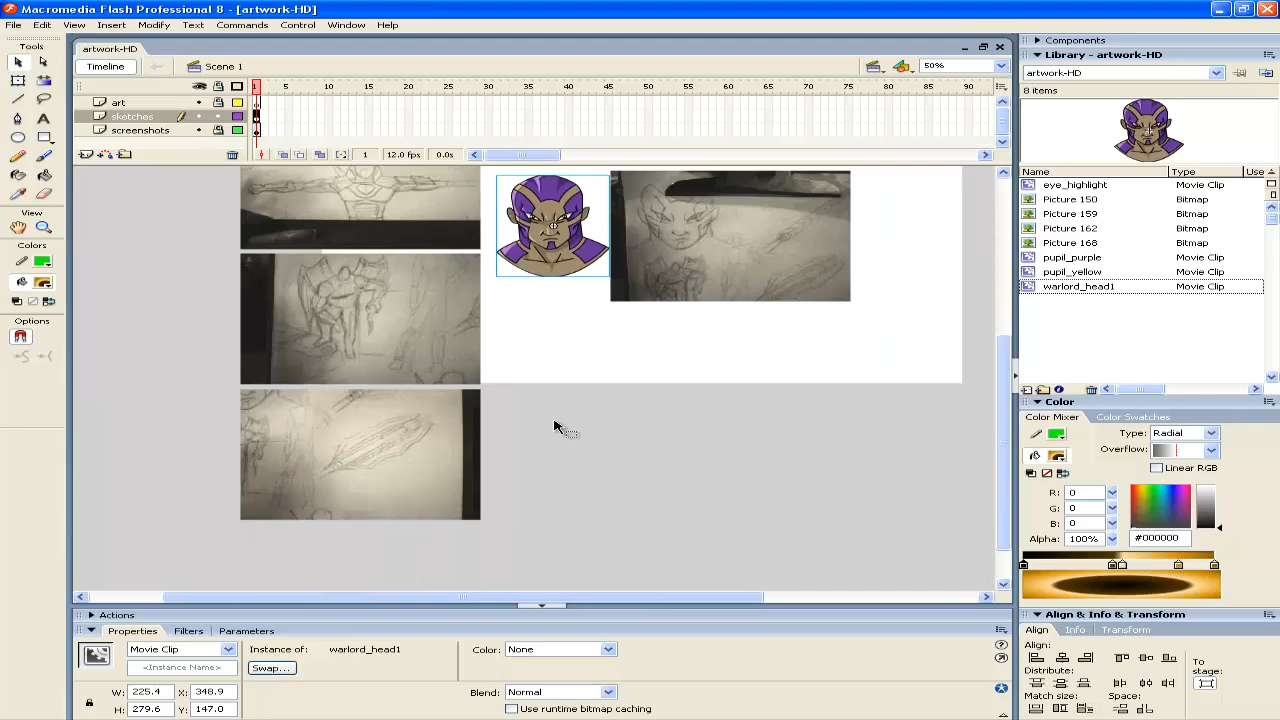 Macromedia Flash Professional 8 - [artwork-HD]
File Edit View Insert Modify Text Commands Control Window Help
Tools
View
Colors
Options
artwork-HD
Timeline
Scene 1
50%
1 5 10 15 20 25 30 35 40 45 50 55 60 65 70 75 80 85 90
art
sketches
screenshots
1 12.0 fps 0.0s
Actions
Properties Filters Parameters
Movie Clip
Instance of: warlord_head1
<Instance Name>
Swap...
Color: None
W: 225.4 X: 348.9
H: 279.6 Y: 147.0
Blend: Normal
Use runtime bitmap caching
Components
Library - artwork-HD
artwork-HD
8 items
Name Type Use
eye_highlight Movie Clip
Picture 150 Bitmap
Picture 159 Bitmap
Picture 162 Bitmap
Picture 168 Bitmap
pupil_purple Movie Clip
pupil_yellow Movie Clip
warlord_head1 Movie Clip
Color
Color Mixer Color Swatches
Type: Radial
Overflow:
Linear RGB
R: 0
G: 0
B: 0
Alpha: 100% #000000
Align & Info & Transform
Align Info Transform
Align:
Distribute:
Match size: Space:
To stage: